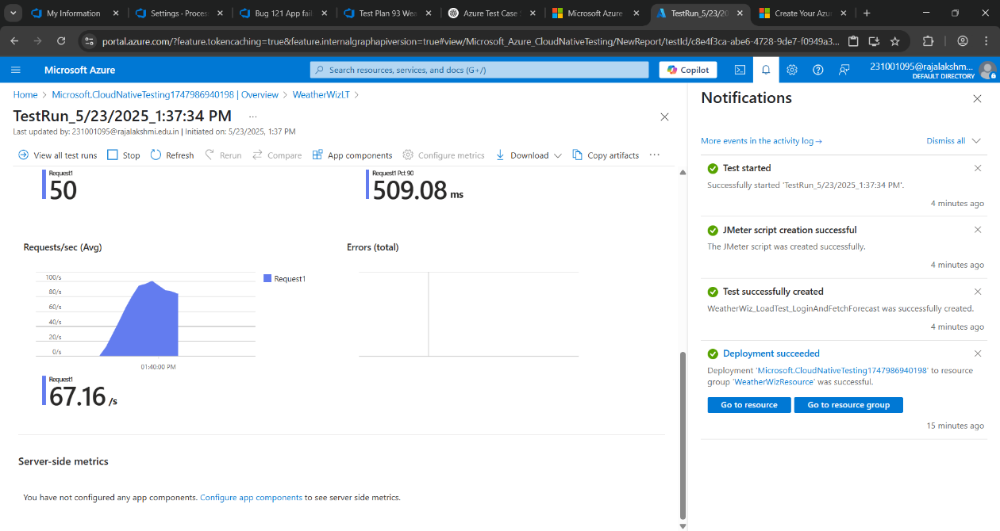 My Information
Settings · Proces
Bug 121 App fai
Test Plan 93 Wea
Azure Test Case
Microsoft Azure
TestRun_5/23/20
Create Your Azu
portal.azure.com/?feature.tokencaching=true&feature.internalgraphapiversion=true#view/Microsoft_Azure_CloudNativeTesting/NewReport/testId/c8e4f3ca-abe6-4728-9de7-f0949a3...
Microsoft Azure
Search resources, services, and docs (G+/)
Copilot
231001095@rajalakshm...
DEFAULT DIRECTORY
Home > Microsoft.CloudNativeTesting1747986940198 | Overview > WeatherWizLT >
TestRun_5/23/2025_1:37:34 PM ...
Last updated by: 231001095@rajalakshmi.edu.in | Initiated on: 5/23/2025, 1:37 PM
View all test runs
Stop
Refresh
Rerun
Compare
App components
Configure metrics
Download
Copy artifacts
...
Request1
50
Request1 Pct 90
509.08 ms
Requests/sec (Avg)
100/s
80/s
60/s
40/s
20/s
0/s
01:40:00 PM
Request1
Request1
67.16 /s
Errors (total)
Server-side metrics
You have not configured any app components. Configure app components to see server side metrics.
Notifications
More events in the activity log →
Dismiss all
Test started
Successfully started 'TestRun_5/23/2025_1:37:34 PM'.
4 minutes ago
JMeter script creation successful
The JMeter script was created successfully.
4 minutes ago
Test successfully created
WeatherWiz_LoadTest_LoginAndFetchForecast was successfully created.
4 minutes ago
Deployment succeeded
Deployment 'Microsoft.CloudNativeTesting1747986940198' to resource
group 'WeatherWizResource' was successful.
Go to resource
Go to resource group
15 minutes ago